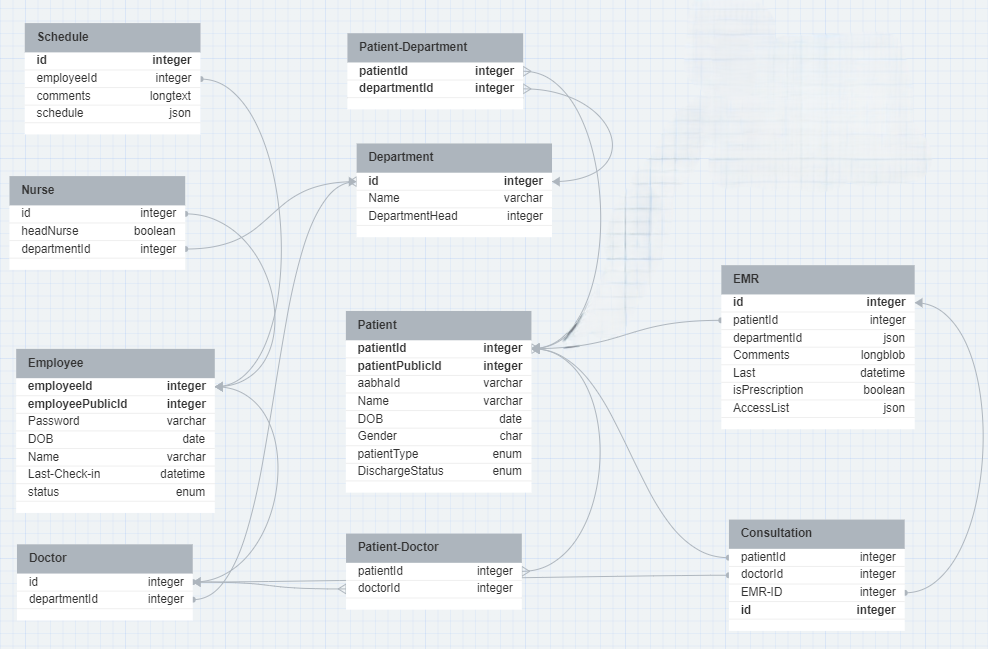 Schedule
id integer
employeeId integer
comments longtext
schedule json
Patient-Department
patientId integer
departmentId integer
Department
id integer
Name varchar
DepartmentHead integer
Nurse
id integer
headNurse boolean
departmentId integer
EMR
id integer
patientId integer
departmentId json
Comments longblob
Last datetime
isPrescription boolean
AccessList json
Patient
patientId integer
patientPublicId integer
aabhaId varchar
Name varchar
DOB date
Gender char
patientType enum
DischargeStatus enum
Employee
employeeId integer
employeePublicId integer
Password varchar
DOB date
Name varchar
Last-Check-in datetime
status enum
Doctor
id integer
departmentId integer
Patient-Doctor
patientId integer
doctorId integer
Consultation
patientId integer
doctorId integer
EMR-ID integer
id integer